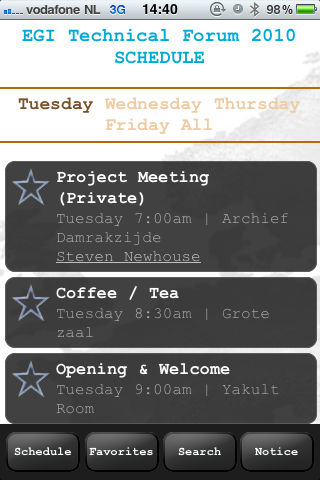 vodafone NL 3G 14:40 98%
EGI Technical Forum 2010
SCHEDULE
Tuesday Wednesday Thursday
Friday All
Project Meeting
(Private)
Tuesday 7:00am | Archief
Damrakzijde
Steven Newhouse
Coffee / Tea
Tuesday 8:30am | Grote
zaal
Opening & Welcome
Tuesday 9:00am | Yakult
Room
Schedule Favorites Search Notice